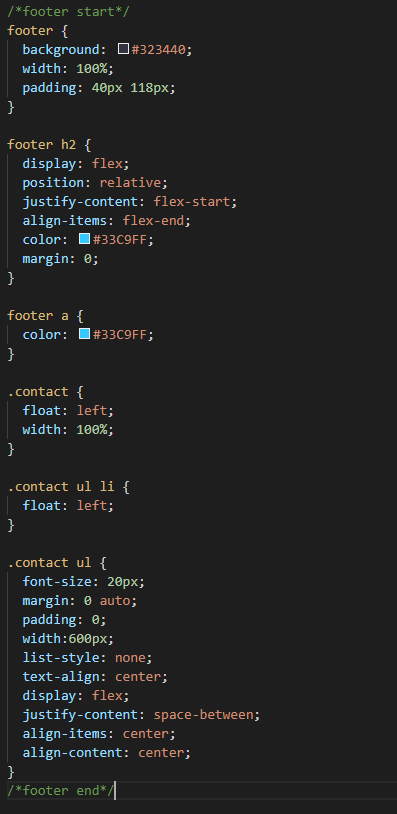 /*footer start*/
footer {
  background: #323440;
  width: 100%;
  padding: 40px 118px;
}

footer h2 {
  display: flex;
  position: relative;
  justify-content: flex-start;
  align-items: flex-end;
  color: #33C9FF;
  margin: 0;
}

footer a {
  color: #33C9FF;
}

.contact {
  float: left;
  width: 100%;
}

.contact ul li {
  float: left;
}

.contact ul {
  font-size: 20px;
  margin: 0 auto;
  padding: 0;
  width:600px;
  list-style: none;
  text-align: center;
  display: flex;
  justify-content: space-between;
  align-items: center;
  align-content: center;
}
/*footer end*/